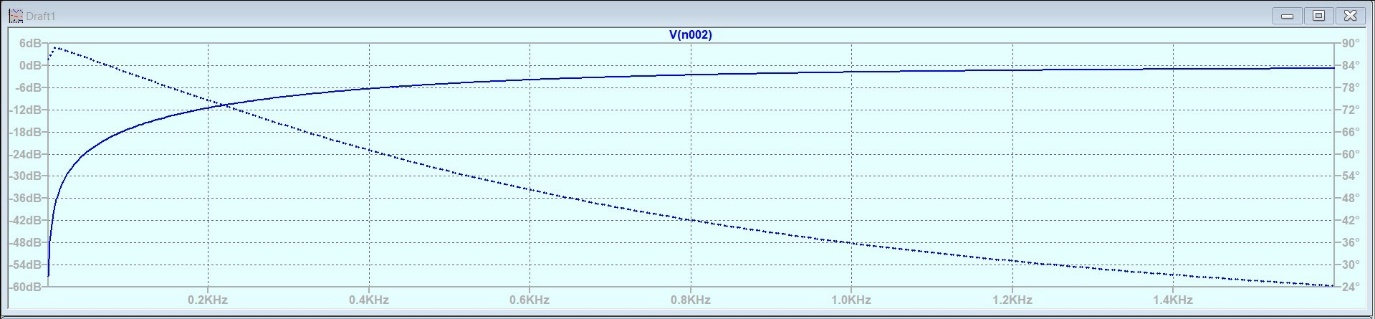 Draft1
V(n002)
6dB
0dB
-6dB
-12dB
-18dB
-24dB
-30dB
-36dB
-42dB
-48dB
-54dB
-60dB
90°
84°
78°
72°
66°
60°
54°
48°
42°
36°
30°
24°
0.2KHz 0.4KHz 0.6KHz 0.8KHz 1.0KHz 1.2KHz 1.4KHz